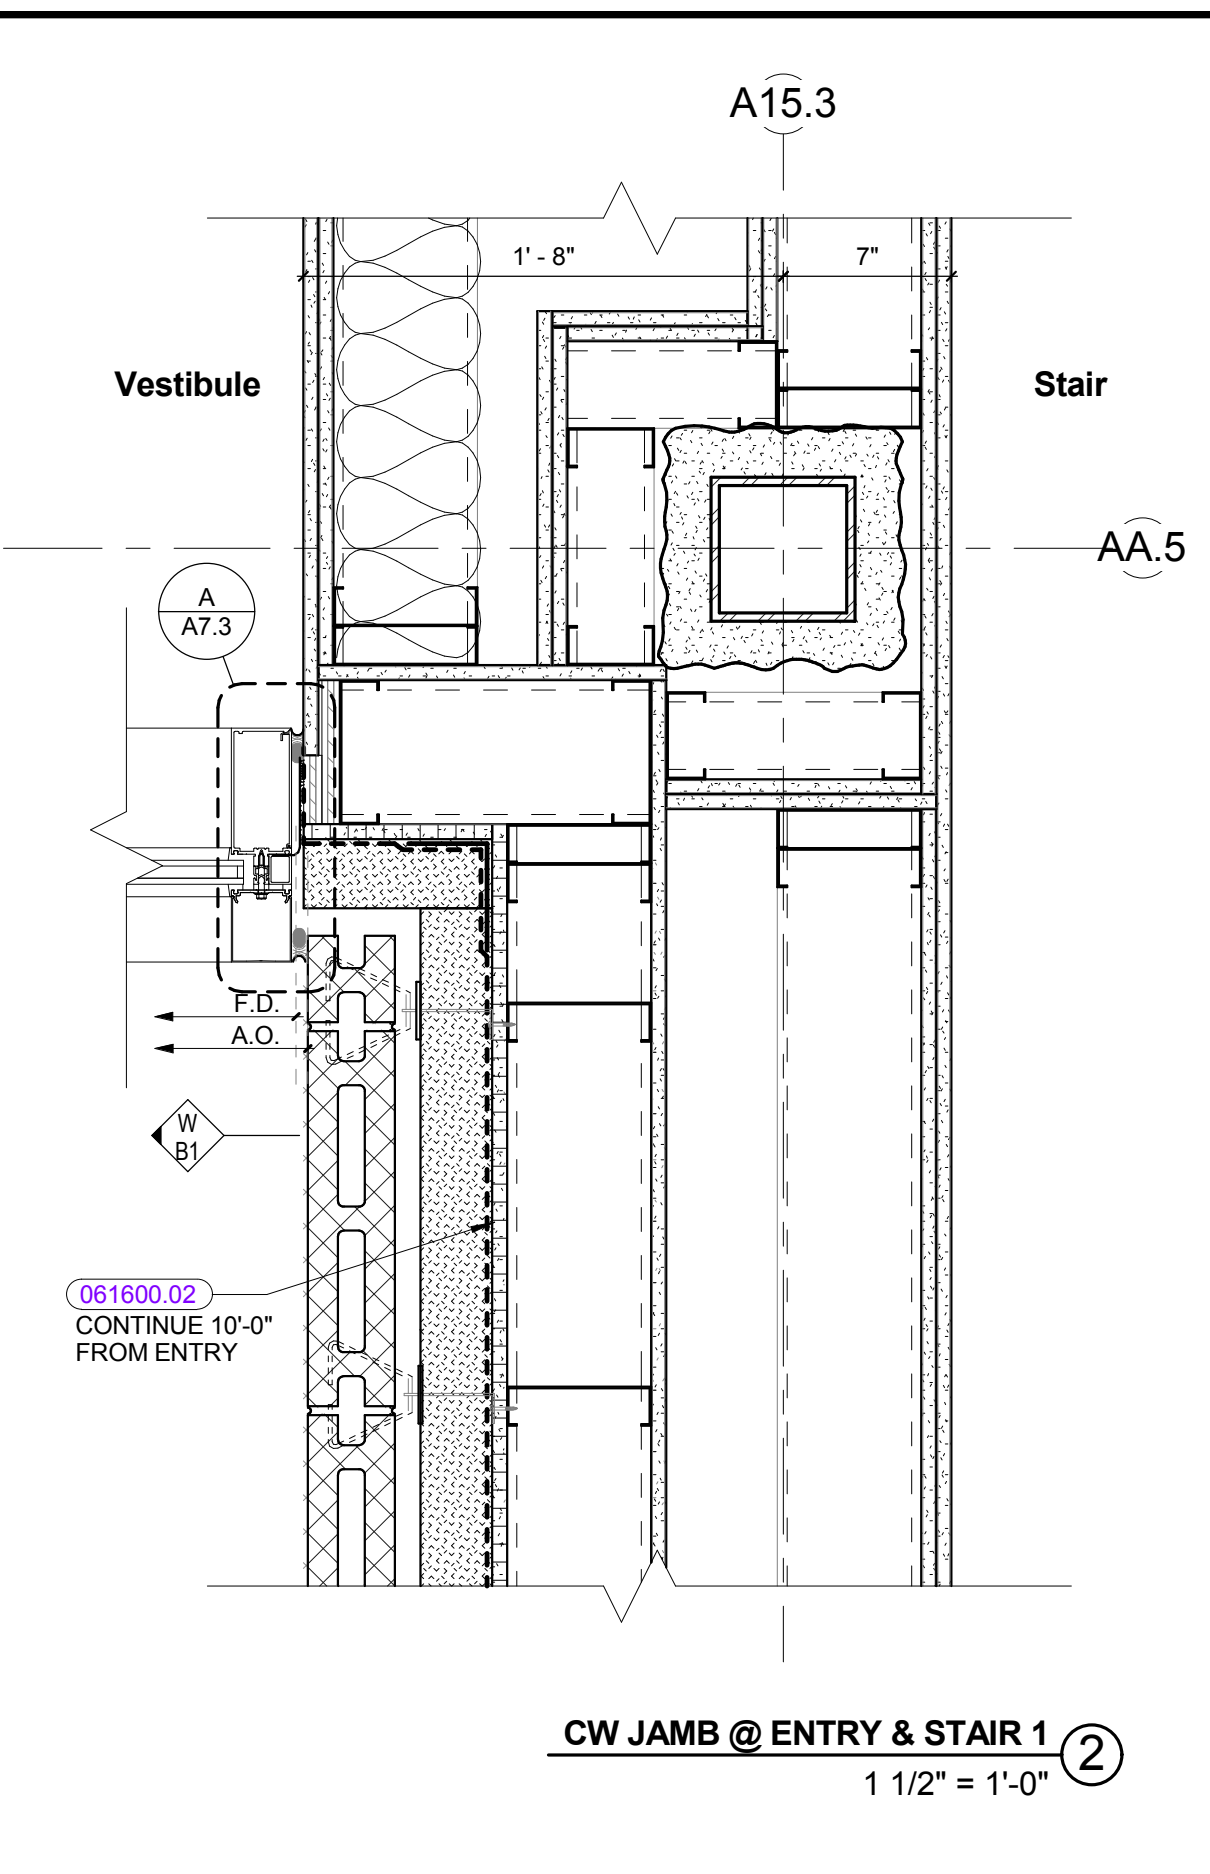 A15.3
1' - 8"
7"
Vestibule
Stair
AA.5
A
A7.3
F.D.
A.O.
W
B1
061600.02
CONTINUE 10'-0"
FROM ENTRY
CW JAMB @ ENTRY & STAIR 1
2
1 1/2" = 1'-0"